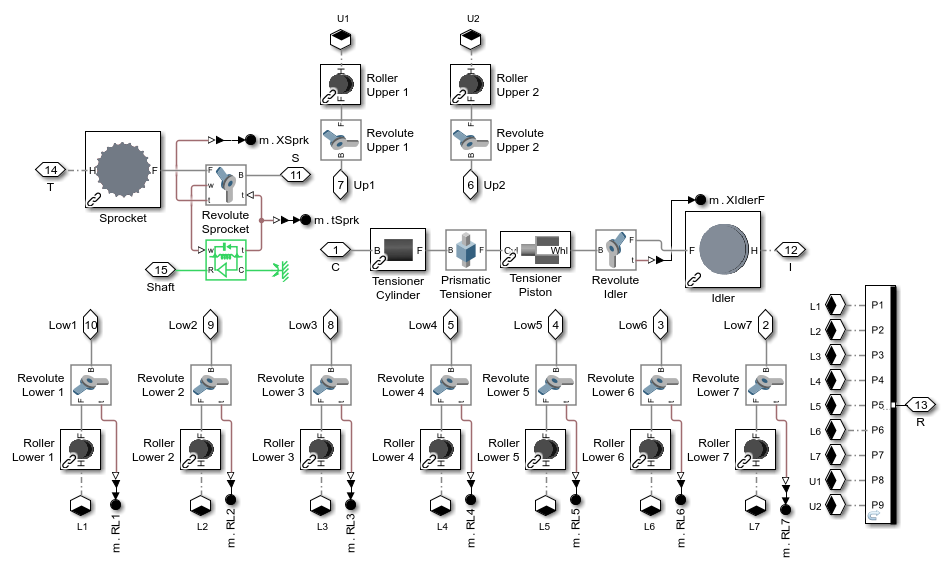 U1
U2
H
Roller
Upper 1
F
H
Roller
Upper 2
F
F
Revolute
Upper 1
B
F
Revolute
Upper 2
B
7
Up1
6
Up2
14
T
H
F
Sprocket
m.XSprk
S
11
F
w
t
B
t
Revolute
Sprocket
m.tSprk
w
t
R
C
15
Shaft
1
C
B
F
Tensioner
Cylinder
B
F
Prismatic
Tensioner
Cyl
Whl
Tensioner
Piston
B
F
t
Revolute
Idler
m.XIdlerF
F
H
Idler
12
I
Low1
10
Low2
9
Low3
8
Low4
5
Low5
4
Low6
3
Low7
2
B
Revolute
Lower 1
F
t
B
Revolute
Lower 2
F
t
B
Revolute
Lower 3
F
t
B
Revolute
Lower 4
F
t
B
Revolute
Lower 5
F
t
B
Revolute
Lower 6
F
t
B
Revolute
Lower 7
F
t
F
Roller
Lower 1
H
F
Roller
Lower 2
H
F
Roller
Lower 3
H
F
Roller
Lower 4
H
F
Roller
Lower 5
H
F
Roller
Lower 6
H
F
Roller
Lower 7
H
L1
m.RL1
L2
m.RL2
L3
m.RL3
L4
m.RL4
L5
m.RL5
L6
m.RL6
L7
m.RL7
L1
P1
L2
P2
L3
P3
L4
P4
L5
P5
L6
P6
L7
P7
U1
P8
U2
P9
13
R